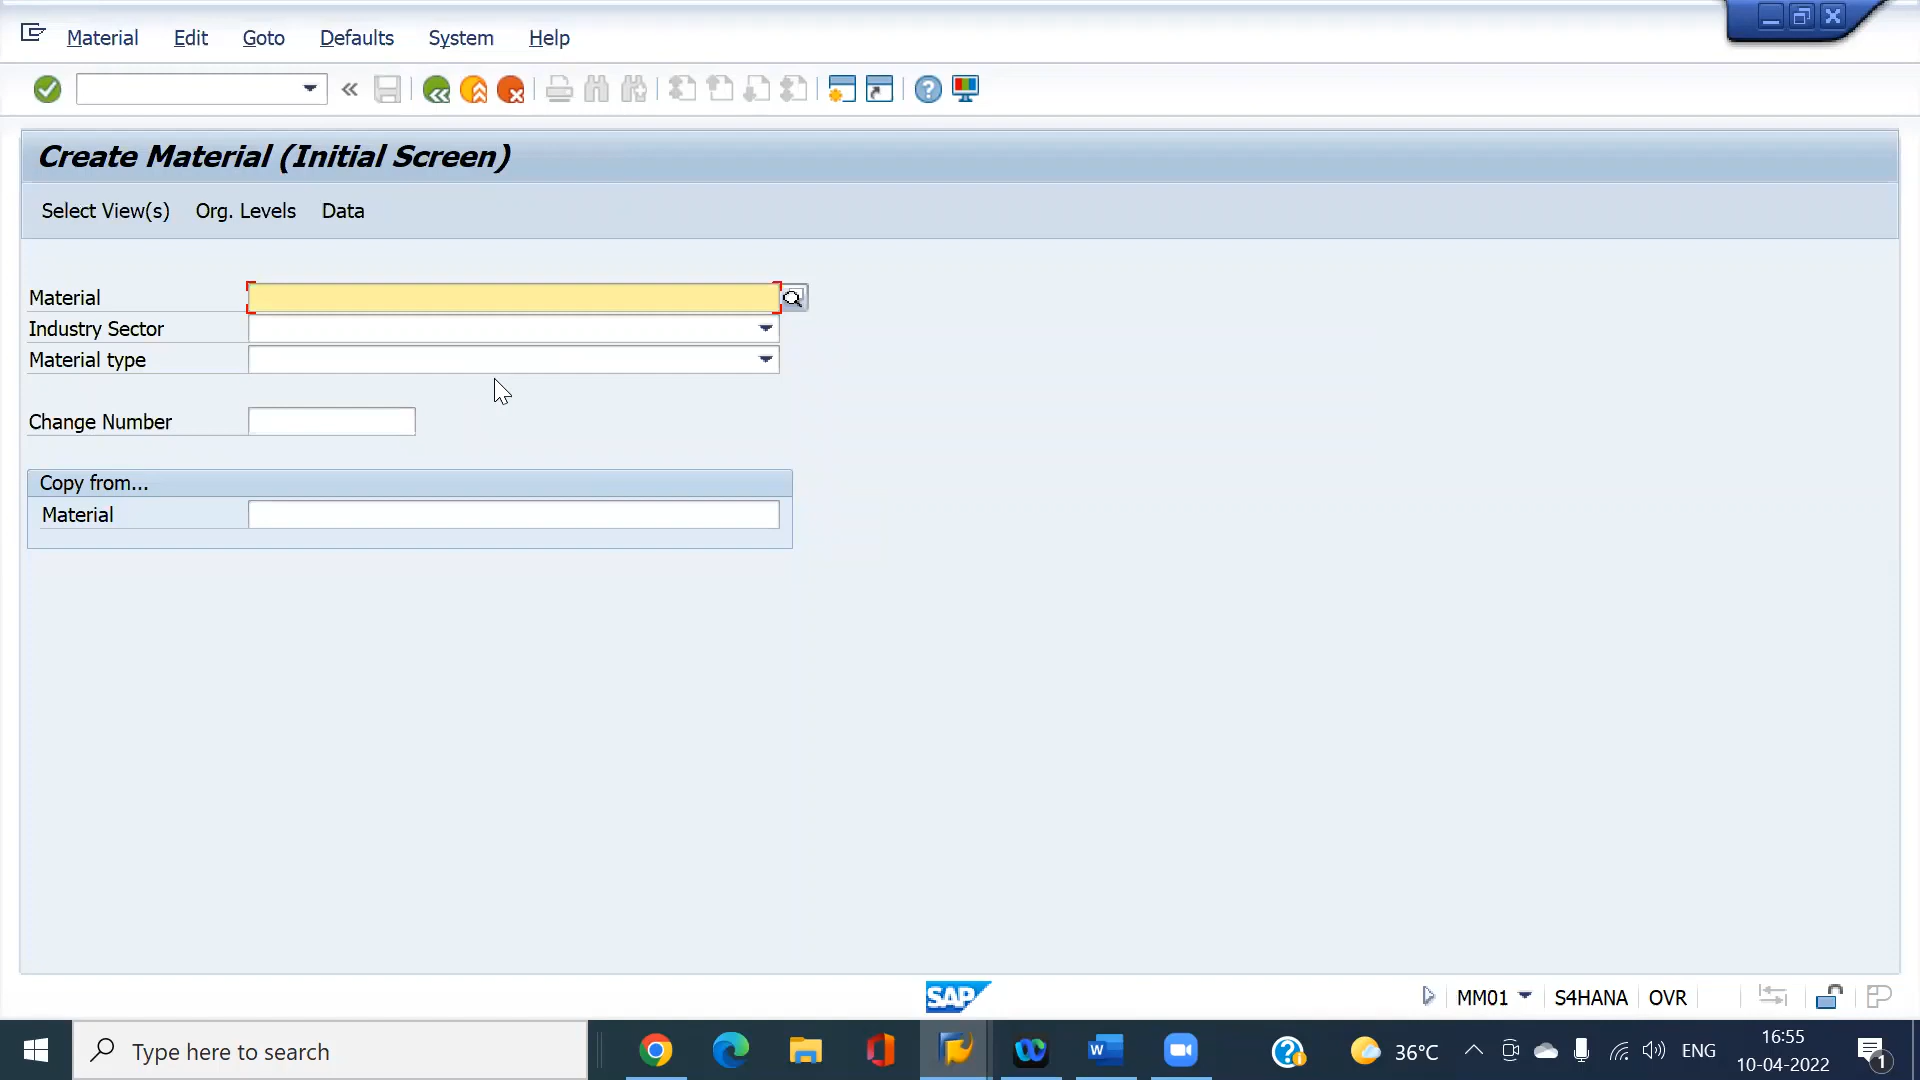 Material Edit Goto Defaults System Help
Create Material (Initial Screen)
Select View(s) Org. Levels Data
Material
Industry Sector
Material type
Change Number
Copy from...
Material
SAP
MM01 S4HANA OVR
Type here to search
36°C
ENG
16:55
10-04-2022
1